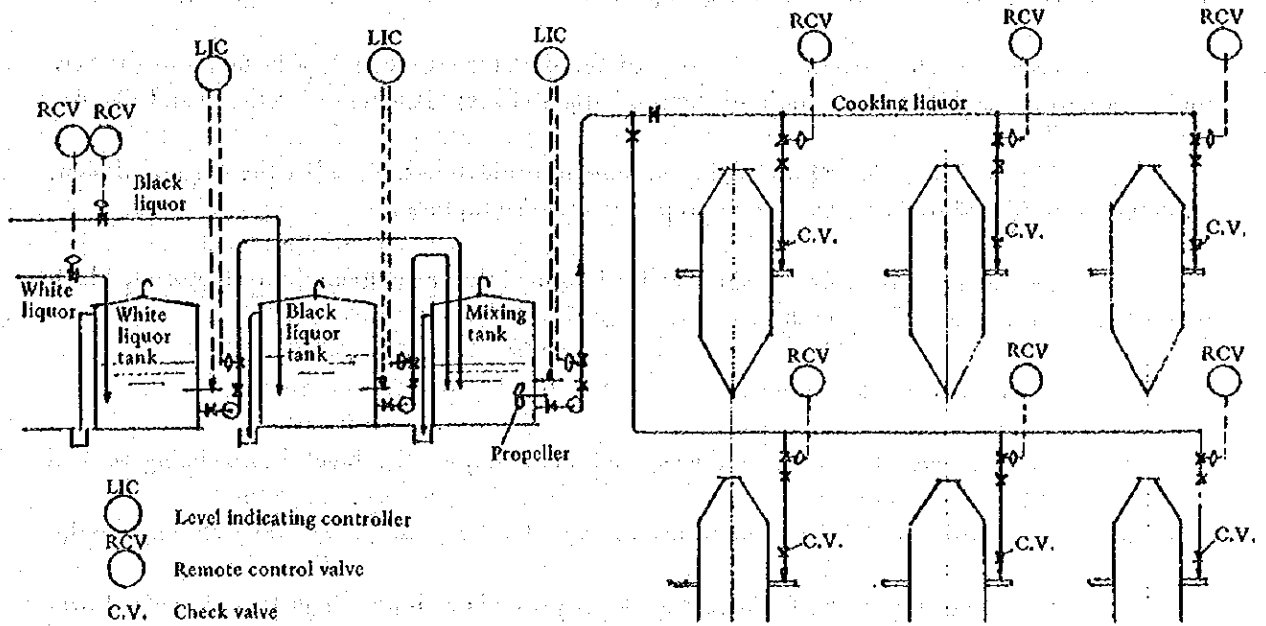 LIC
LIC
LIC
RCV
RCV
RCV
RCV
RCV
Cooking liquor
Black
liquor
C.V.
C.V.
C.V.
White
liquor
White
liquor
tank
Black
liquor
tank
Mixing
tank
RCV
RCV
RCV
Propeller
LIC
Level indicating controller
RCV
Remote control valve
C.V.
Check valve
C.V.
C.V.
C.V.